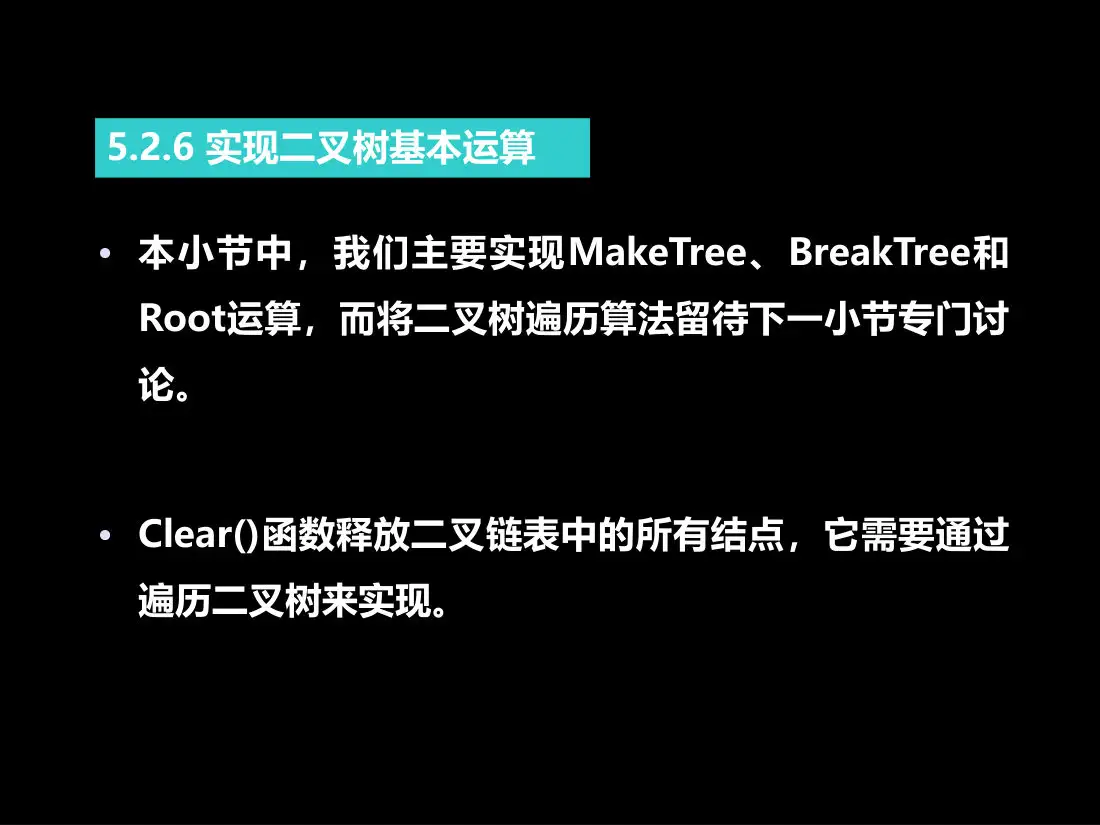 5.2.6 实现二叉树基本运算
• 本小节中，我们主要实现MakeTree、BreakTree和
Root运算，而将二叉树遍历算法留待下一小节专门讨
论。
• Clear()函数释放二叉链表中的所有结点，它需要通过
遍历二叉树来实现。